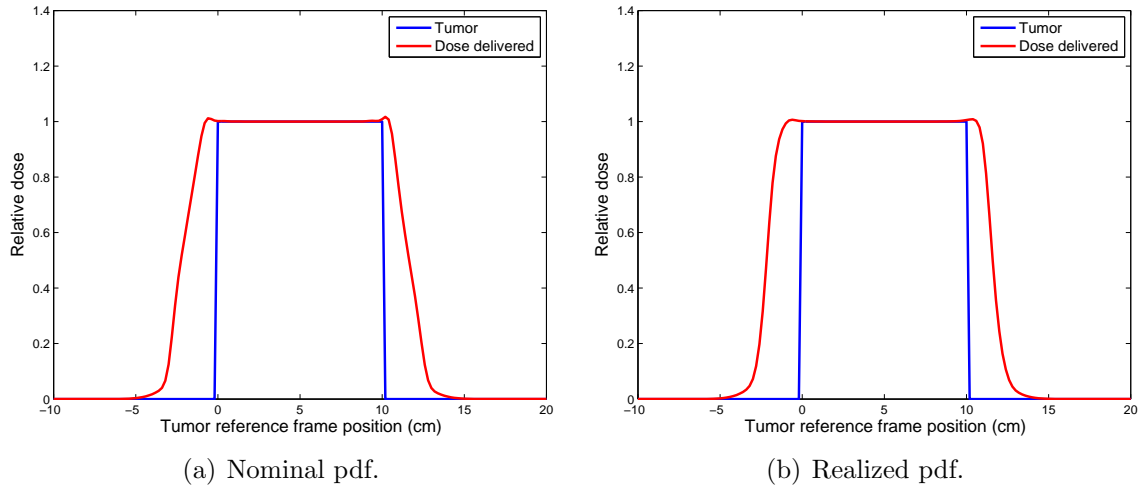 1.4
1.2
1
0.8
0.6
0.4
0.2
0
Relative dose
Tumor
Dose delivered
−10 −5 0 5 10 15 20
Tumor reference frame position (cm)
(a) Nominal pdf.
1.4
1.2
1
0.8
0.6
0.4
0.2
0
Relative dose
Tumor
Dose delivered
−10 −5 0 5 10 15 20
Tumor reference frame position (cm)
(b) Realized pdf.